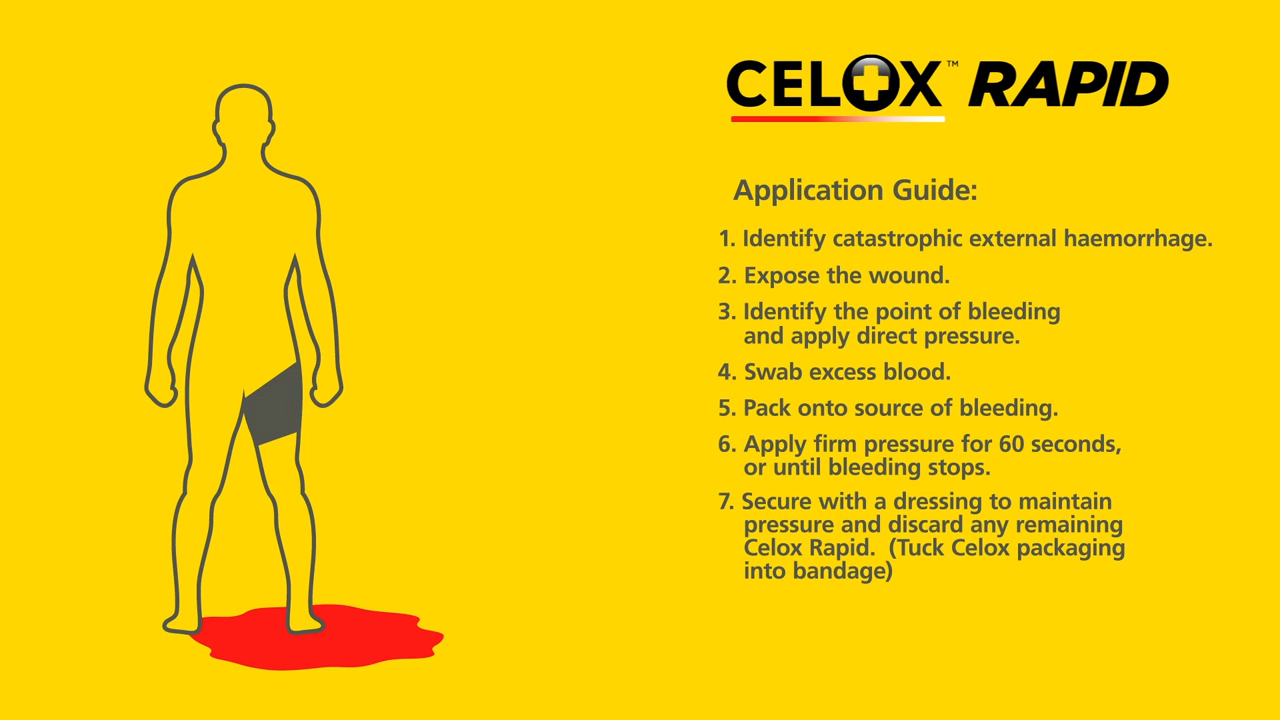 CELOX™ RAPID
Application Guide:
1. Identify catastrophic external haemorrhage.
2. Expose the wound.
3. Identify the point of bleeding
and apply direct pressure.
4. Swab excess blood.
5. Pack onto source of bleeding.
6. Apply firm pressure for 60 seconds,
or until bleeding stops.
7. Secure with a dressing to maintain
pressure and discard any remaining
Celox Rapid. (Tuck Celox packaging
into bandage)